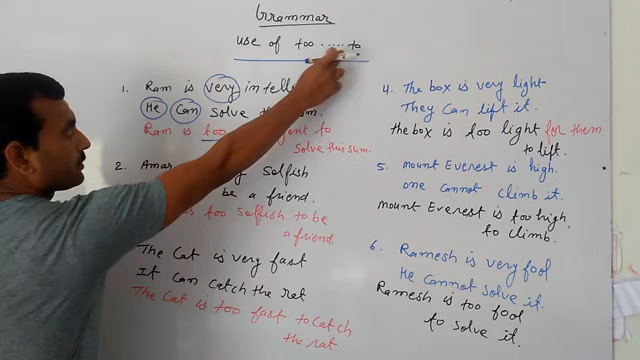 Grammar
use of too ..... to
1. Ram is very intelli
He can solve the sum.
Ram is too gent to
Solve this sum.
2. Amar Selfish
be a friend.
is too Selfish to be
a friend.
The Cat is very fast
It can catch the rat
The Cat is too fast to catch
the rat
4. The box is very light
They can lift it.
the box is too light for them
to lift.
5. mount Everest is high.
one cannot climb it.
mount Everest is too high
to climb.
6. Ramesh is very fool
He cannot solve it.
Ramesh is too fool
to solve it.